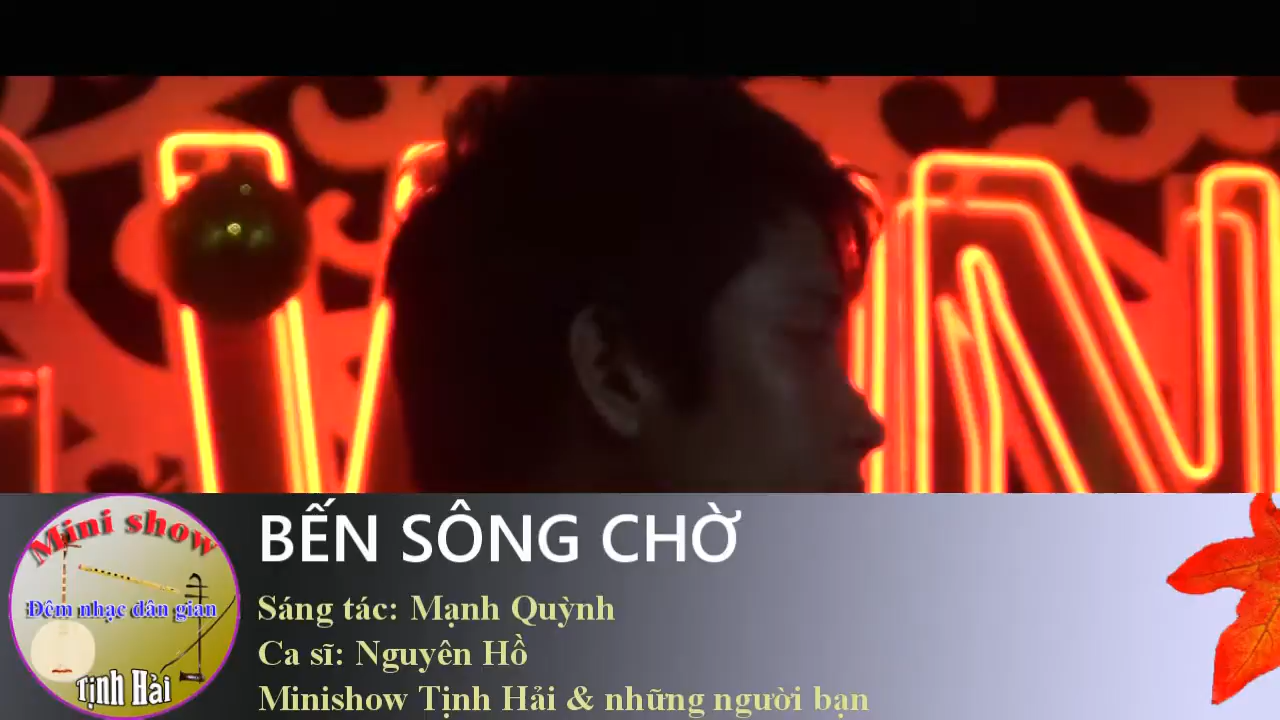 BẾN SÔNG CHỜ
Mini show
Đêm nhạc dân gian
Tịnh Hải
Sáng tác: Mạnh Quỳnh
Ca sĩ: Nguyên Hồ
Minishow Tịnh Hải & những người bạn